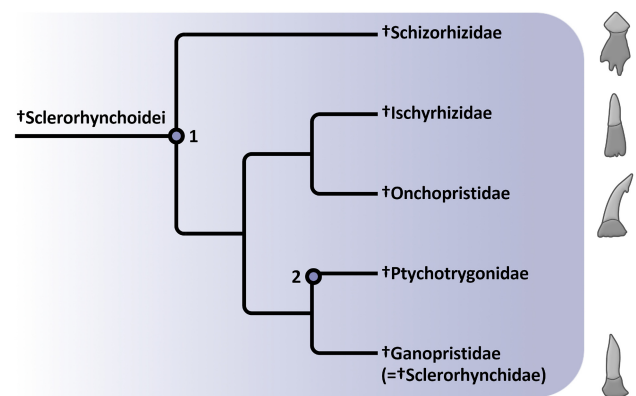 †Schizorhizidae
†Ischyrhizidae
†Sclerorhynchoidei
1
†Onchopristidae
2
†Ptychotrygonidae
†Ganopristidae
(=†Sclerorhynchidae)